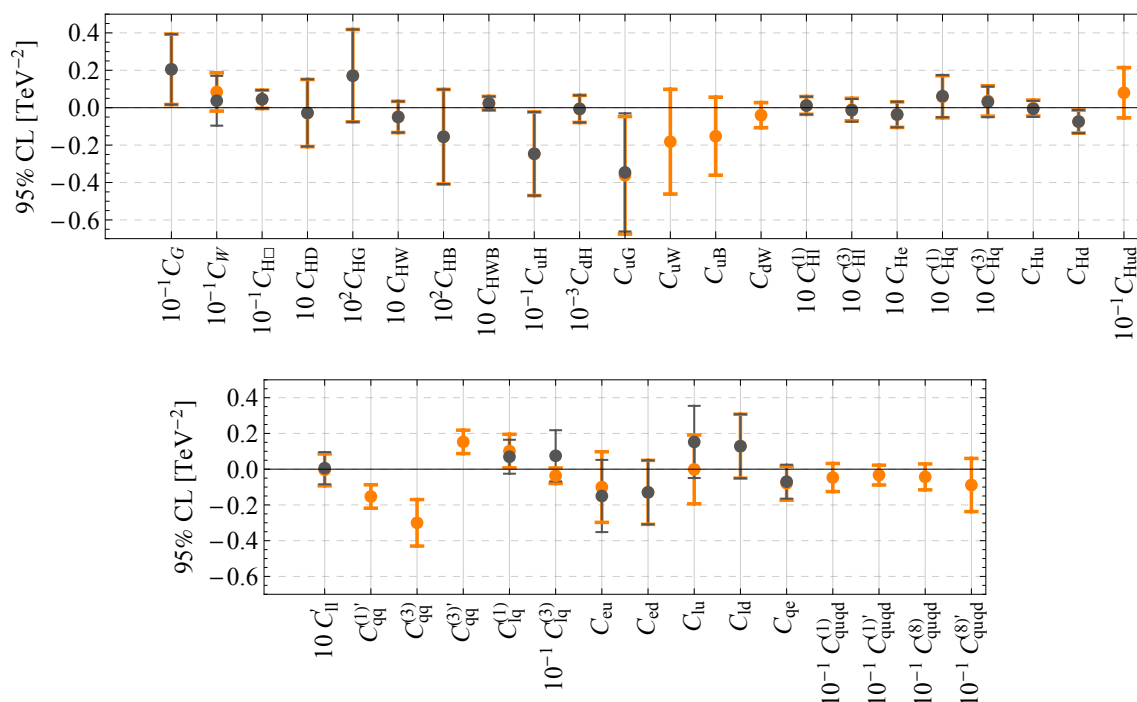 95% CL [TeV⁻²]
0.4
0.2
0.0
−0.2
−0.4
−0.6
10⁻¹ C_G
10⁻¹ C_W
10⁻¹ C_H□
10 C_HD
10² C_HG
10 C_HW
10² C_HB
10 C_HWB
10⁻¹ C_uH
10⁻³ C_dH
C_uG
C_uW
C_uB
C_dW
10 C_Hl^(1)
10 C_Hl^(3)
10 C_He
10 C_Hq^(1)
10 C_Hq^(3)
C_Hu
C_Hd
10⁻¹ C_Hud
95% CL [TeV⁻²]
0.4
0.2
0.0
−0.2
−0.4
−0.6
10 C_ll′
C_qq^(1)′
C_qq^(3)
C_qq^(3)′
C_lq^(1)
10⁻¹ C_lq^(3)
C_eu
C_ed
C_lu
C_ld
C_qe
10⁻¹ C_quqd^(1)
10⁻¹ C_quqd^(1)′
10⁻¹ C_quqd^(8)
10⁻¹ C_quqd^(8)′